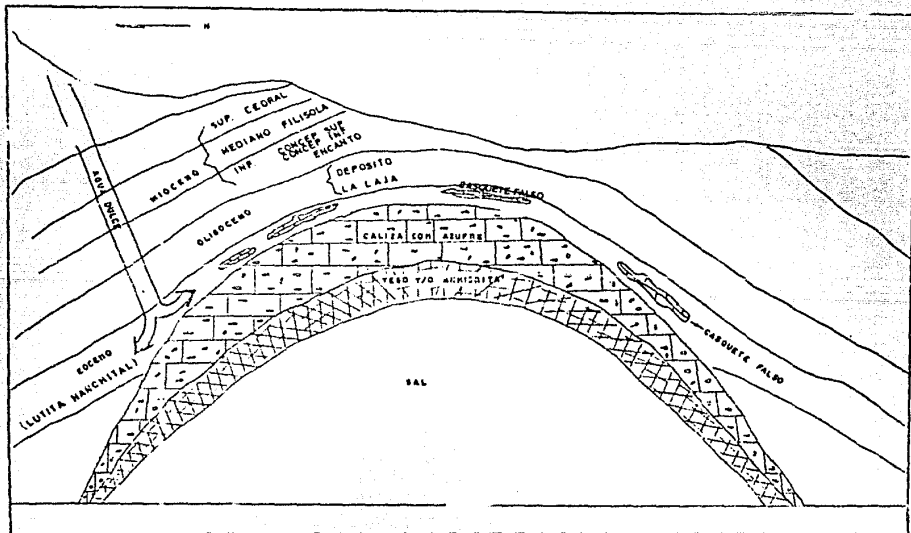 N
SUP. CEDRAL
MEDIANO FILISOLA
CONCEP SUP
INF. CONCEP INF
ENCANTO
MIOCENO
DEPOSITO
LA LAJA
CASQUETE FALSO
AGUA DULCE
OLIGOCENO
CALIZA CON AZUFRE
YESO Y/O ANHIDRITA
EOCENO
(LUTITA NANCHITAL)
SAL
CASQUETE FALSO